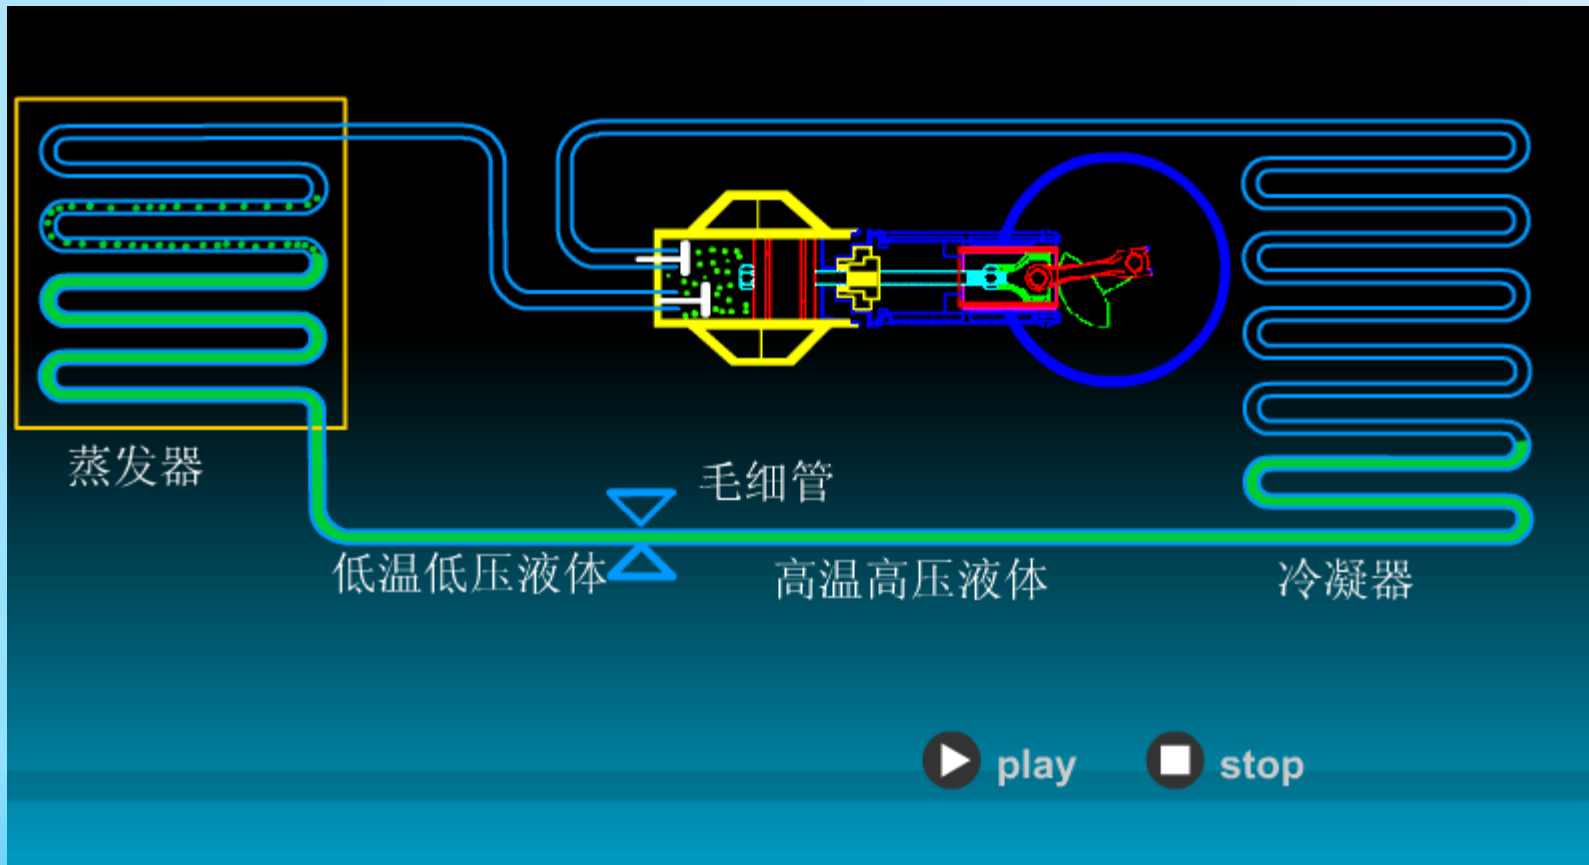 蒸发器
毛细管
低温低压液体
高温高压液体
冷凝器
play
stop